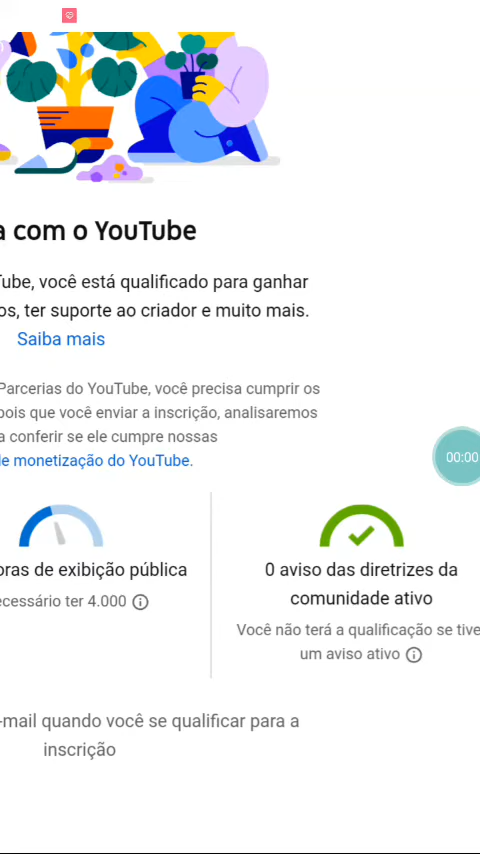 a com o YouTube
Tube, você está qualificado para ganhar
os, ter suporte ao criador e muito mais.
Saiba mais
Parcerias do YouTube, você precisa cumprir os
pois que você enviar a inscrição, analisaremos
a conferir se ele cumpre nossas
de monetização do YouTube.
00:00
oras de exibição pública
ecessário ter 4.000
0 aviso das diretrizes da
comunidade ativo
Você não terá a qualificação se tive
um aviso ativo
-mail quando você se qualificar para a
inscrição